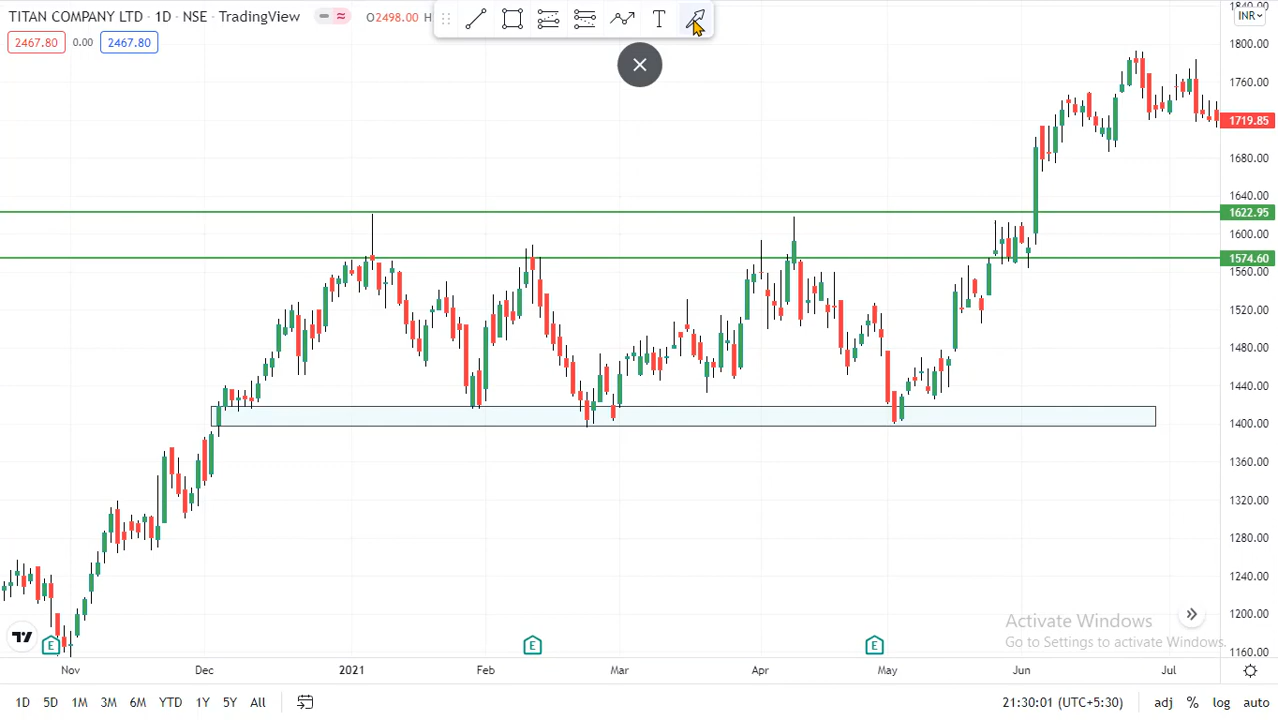 TITAN COMPANY LTD · 1D · NSE · TradingView O2498.00 H T
2467.80 0.00 2467.80
INR
1840.00
1800.00
1760.00
1719.85
1680.00
1640.00
1622.95
1600.00
1574.60
1560.00
1520.00
1480.00
1440.00
1400.00
1360.00
1320.00
1280.00
1240.00
1200.00
1160.00
Activate Windows
Go to Settings to activate Windows.
E E E
Nov Dec 2021 Feb Mar Apr May Jun Jul
1D 5D 1M 3M 6M YTD 1Y 5Y All 21:30:01 (UTC+5:30) adj % log auto